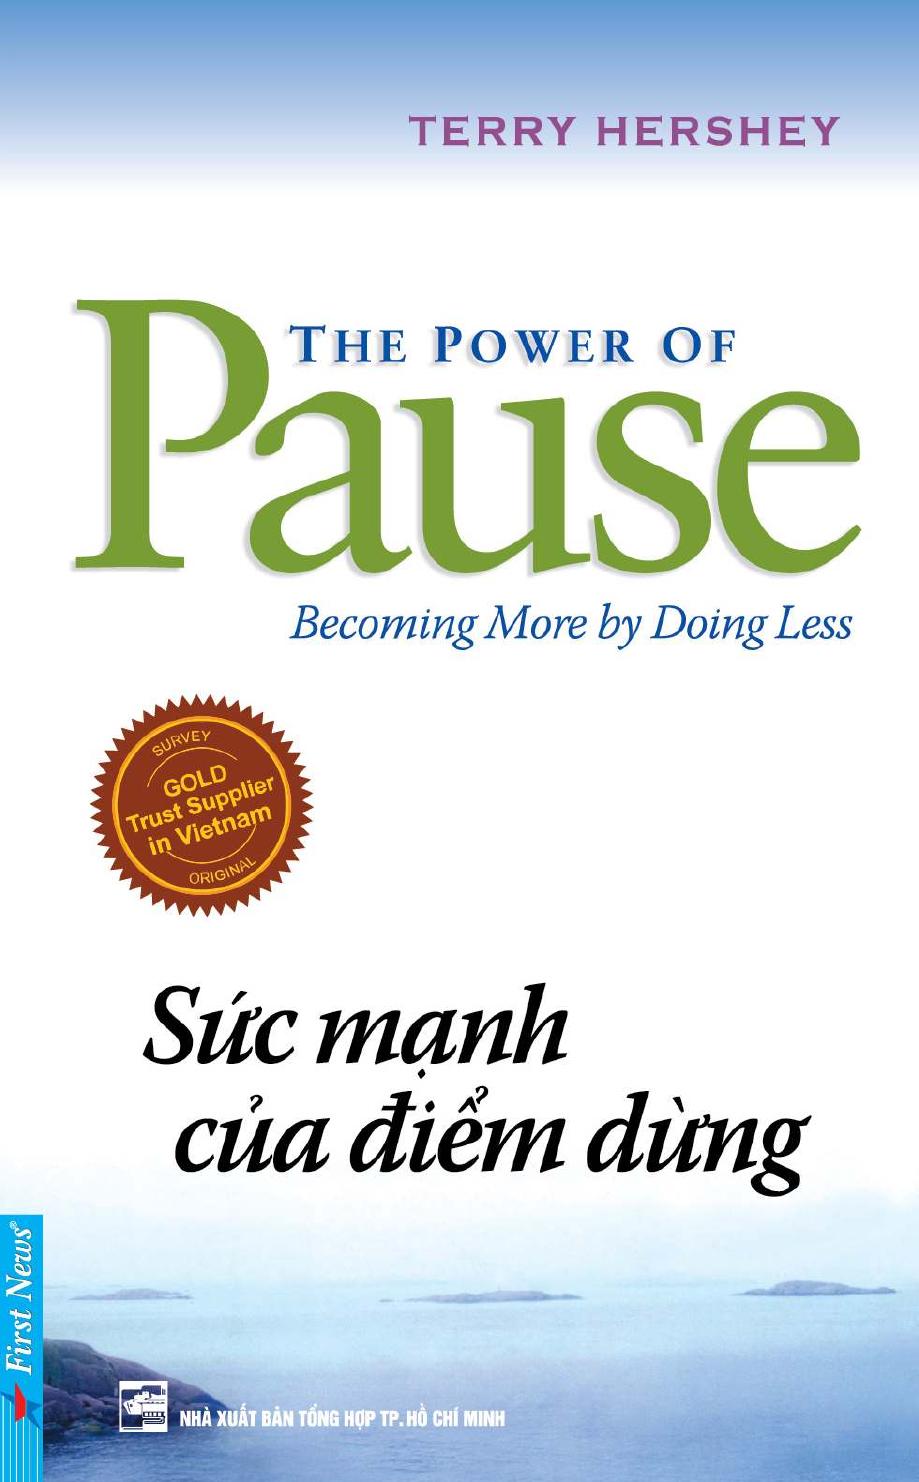 TERRY HERSHEY
THE POWER OF
Pause
Becoming More by Doing Less
SURVEY
GOLD
Trust Supplier
in Vietnam
ORIGINAL
Sức mạnh
của điểm dừng
First News®
NHÀ XUẤT BẢN TỔNG HỢP TP. HỒ CHÍ MINH